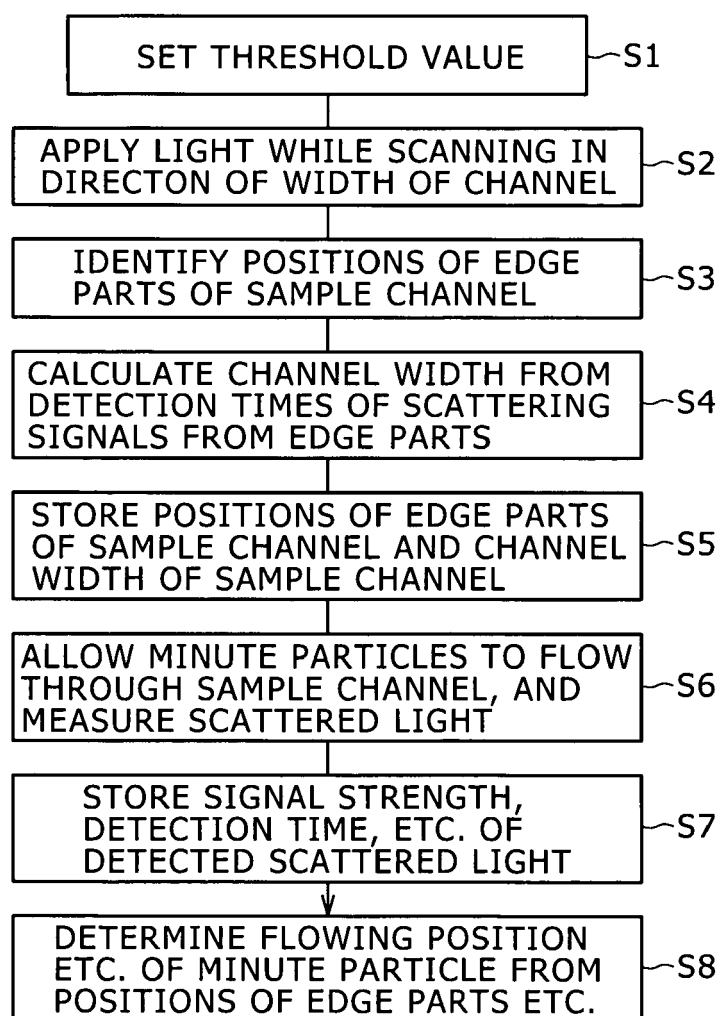 SET THRESHOLD VALUE
S1
APPLY LIGHT WHILE SCANNING IN
DIRECTON OF WIDTH OF CHANNEL
S2
IDENTIFY POSITIONS OF EDGE
PARTS OF SAMPLE CHANNEL
S3
CALCULATE CHANNEL WIDTH FROM
DETECTION TIMES OF SCATTERING
SIGNALS FROM EDGE PARTS
S4
STORE POSITIONS OF EDGE PARTS
OF SAMPLE CHANNEL AND CHANNEL
WIDTH OF SAMPLE CHANNEL
S5
ALLOW MINUTE PARTICLES TO FLOW
THROUGH SAMPLE CHANNEL, AND
MEASURE SCATTERED LIGHT
S6
STORE SIGNAL STRENGTH,
DETECTION TIME, ETC. OF
DETECTED SCATTERED LIGHT
S7
DETERMINE FLOWING POSITION
ETC. OF MINUTE PARTICLE FROM
POSITIONS OF EDGE PARTS ETC.
S8